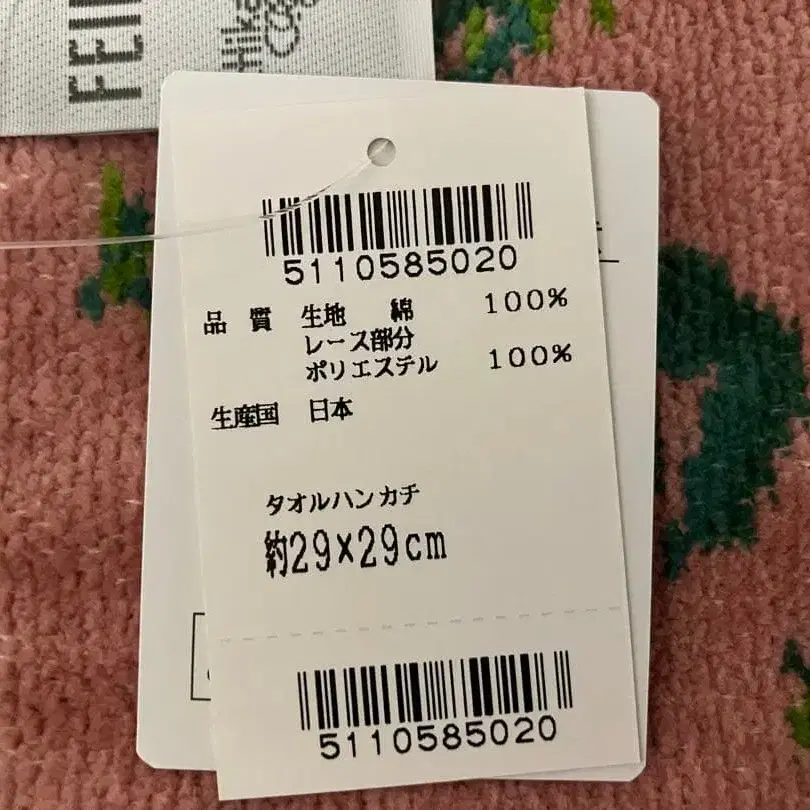 5110585020
品 質 生地 綿 100%
レース部分
ポリエステル 100%
生産国 日本
タオルハンカチ
約29×29cm
5110585020